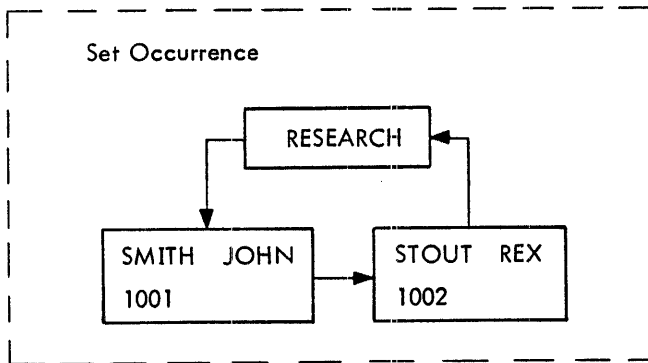 Set Occurrence
RESEARCH
SMITH JOHN
1001
STOUT REX
1002